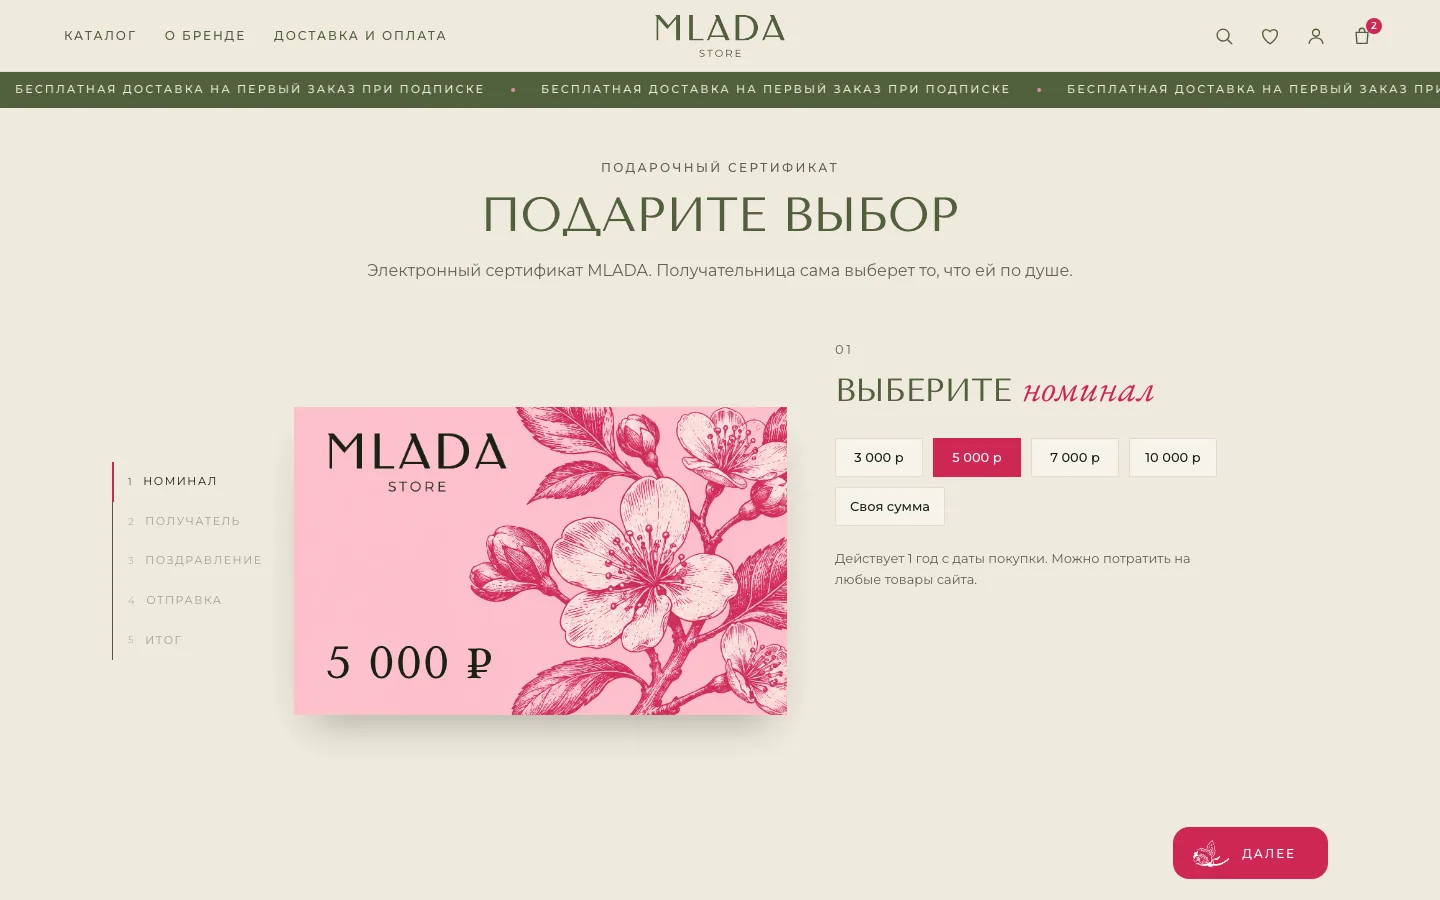 КАТАЛОГ О БРЕНДЕ ДОСТАВКА И ОПЛАТА
MLADA
STORE
2
БЕСПЛАТНАЯ ДОСТАВКА НА ПЕРВЫЙ ЗАКАЗ ПРИ ПОДПИСКЕ • БЕСПЛАТНАЯ ДОСТАВКА НА ПЕРВЫЙ ЗАКАЗ ПРИ ПОДПИСКЕ • БЕСПЛАТНАЯ ДОСТАВКА НА ПЕРВЫЙ ЗАКАЗ
ПОДАРОЧНЫЙ СЕРТИФИКАТ
ПОДАРИТЕ ВЫБОР
Электронный сертификат MLADA. Получательница сама выберет то, что ей по душе.
1 НОМИНАЛ
2 ПОЛУЧАТЕЛЬ
3 ПОЗДРАВЛЕНИЕ
4 ОТПРАВКА
5 ИТОГ
MLADA
STORE
5 000 ₽
01
ВЫБЕРИТЕ номинал
3 000 р 5 000 р 7 000 р 10 000 р
Своя сумма
Действует 1 год с даты покупки. Можно потратить на
любые товары сайта.
ДАЛЕЕ